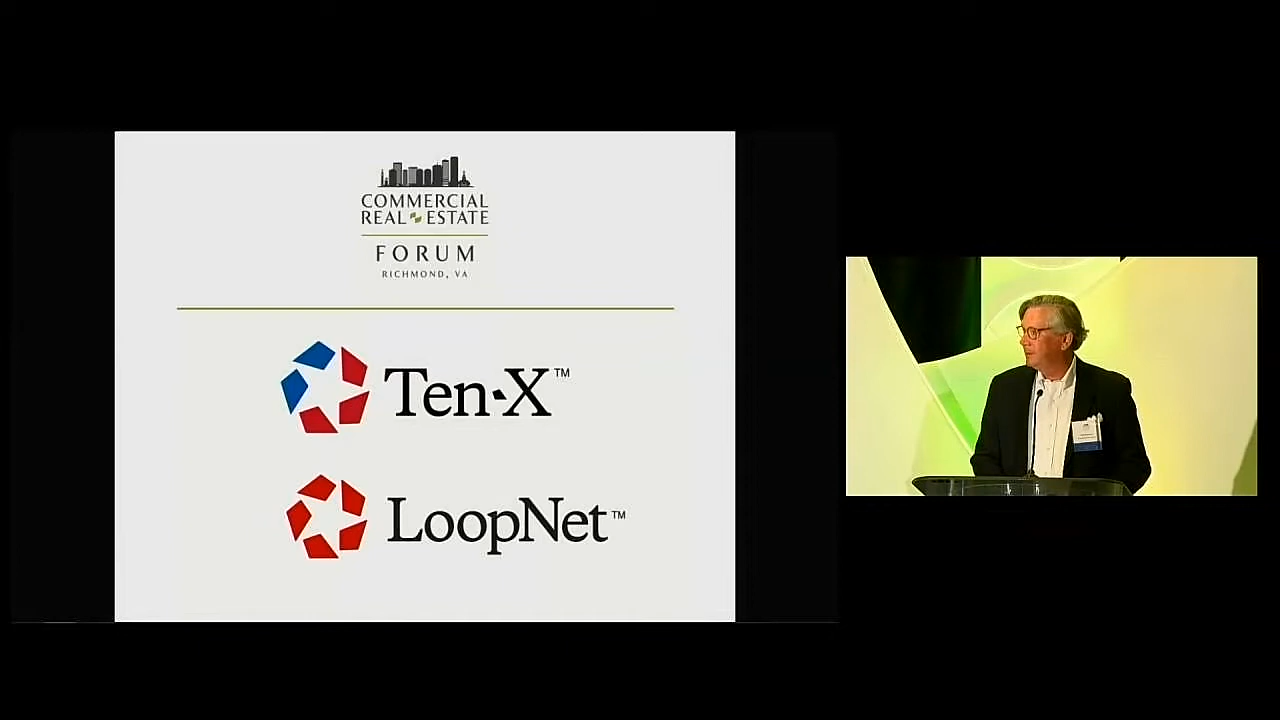 COMMERCIAL
REAL ESTATE
FORUM
RICHMOND, VA
Ten-X™
LoopNet™